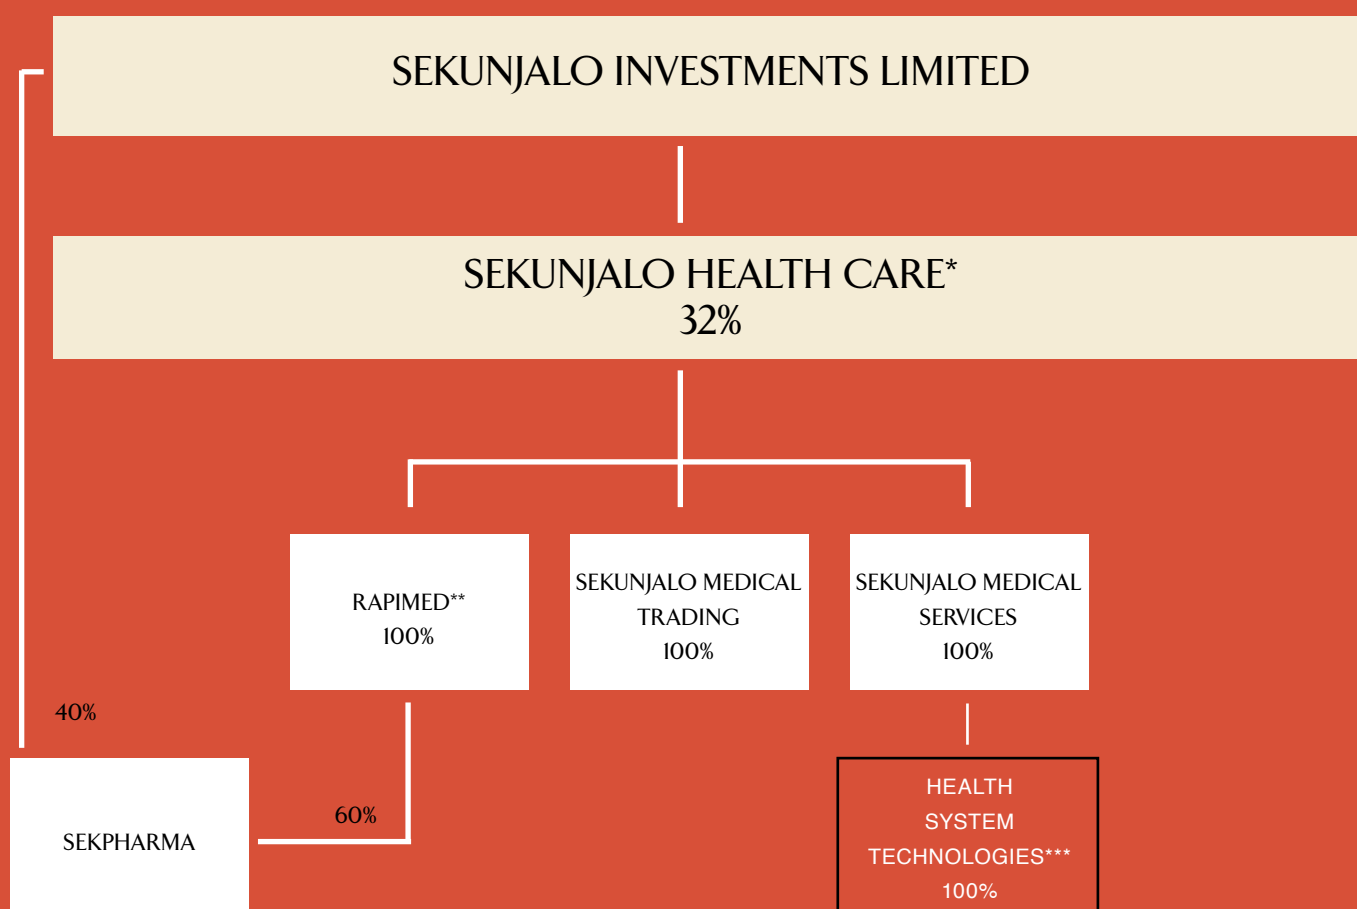 SEKUNJALO INVESTMENTS LIMITED
SEKUNJALO HEALTH CARE*
32%
RAPIMED**
100%
SEKUNJALO MEDICAL
TRADING
100%
SEKUNJALO MEDICAL
SERVICES
100%
40%
60%
SEKPHARMA
HEALTH
SYSTEM
TECHNOLOGIES***
100%